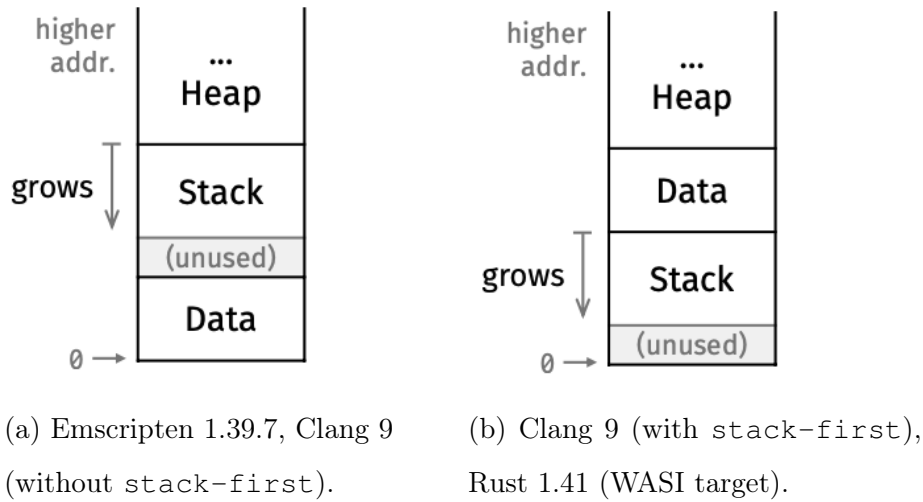 higher
addr.
...
Heap
grows
Stack
(unused)
Data
0
(a) Emscripten 1.39.7, Clang 9
(without stack-first).
higher
addr.
...
Heap
Data
grows
Stack
(unused)
0
(b) Clang 9 (with stack-first),
Rust 1.41 (WASI target).